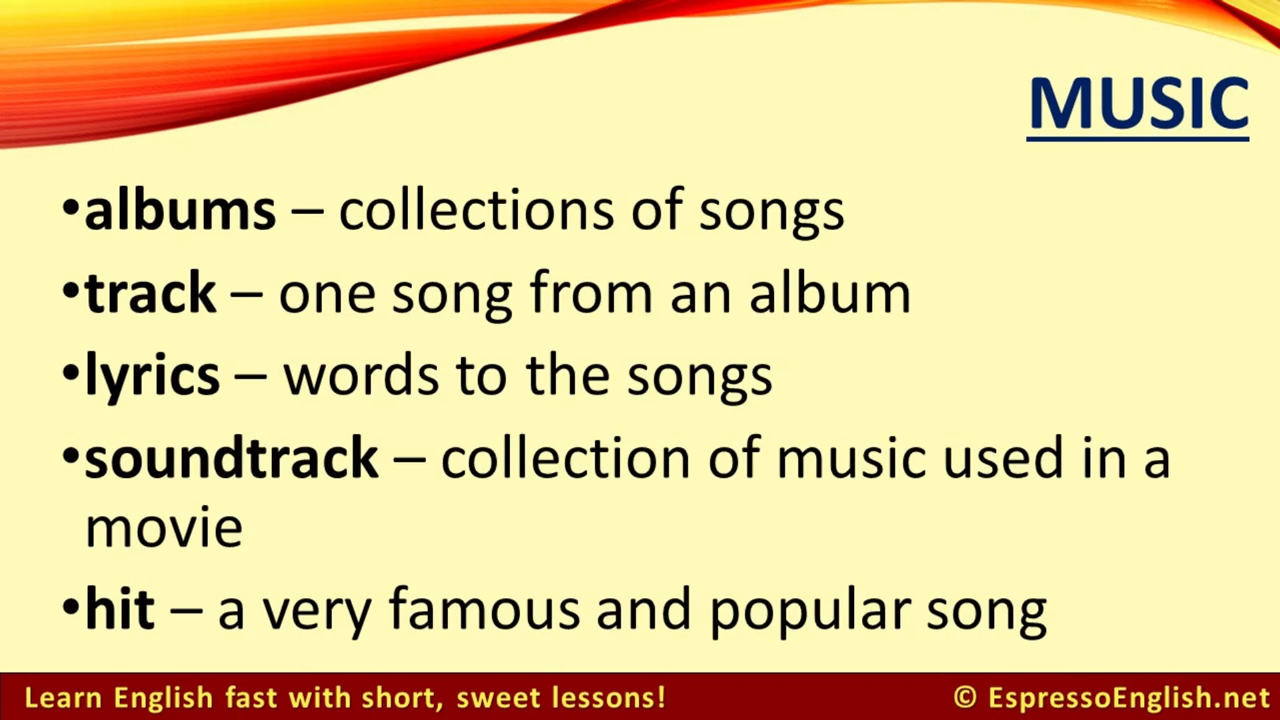 MUSIC
•albums – collections of songs
•track – one song from an album
•lyrics – words to the songs
•soundtrack – collection of music used in a
movie
•hit – a very famous and popular song
Learn English fast with short, sweet lessons!
© EspressoEnglish.net